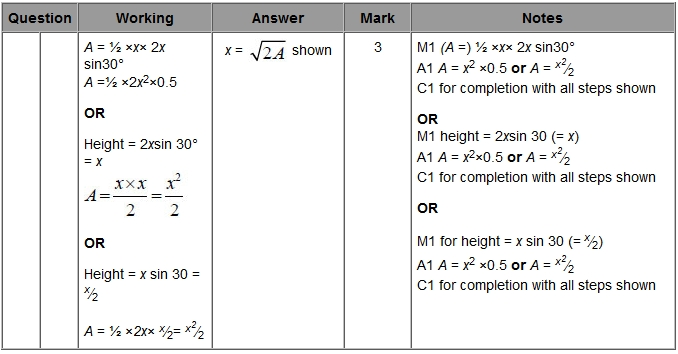 Question Working Answer Mark Notes
A = ½ ×x× 2x
sin30°
A =½ ×2x²×0.5
OR
Height = 2xsin 30°
= x
A = x×x/2 = x²/2
OR
Height = x sin 30 =
x/2
A = ½ ×2x× x/2= x²/2
x = √2A shown
3
M1 (A =) ½ ×x× 2x sin30°
A1 A = x² ×0.5 or A = x²/2
C1 for completion with all steps shown
OR
M1 height = 2xsin 30 (= x)
A1 A = x²×0.5 or A = x²/2
C1 for completion with all steps shown
OR
M1 for height = x sin 30 (= x/2)
A1 A = x² ×0.5 or A = x²/2
C1 for completion with all steps shown